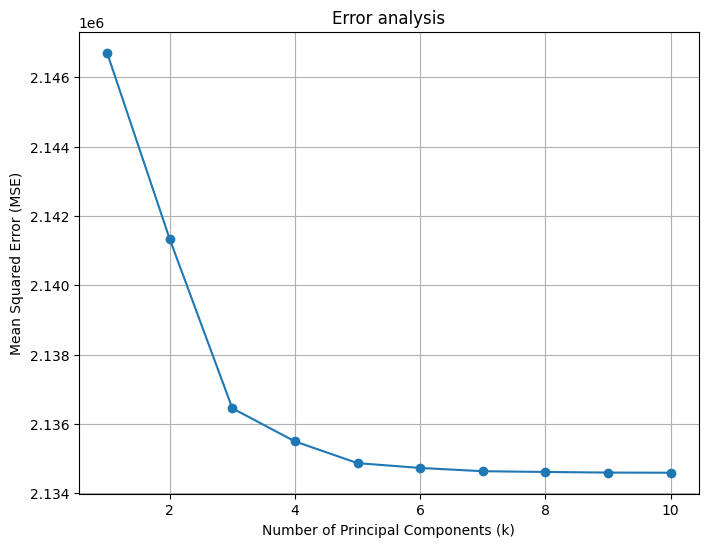 Error analysis
1e6
2.146
2.144
2.142
2.140
2.138
2.136
2.134
Mean Squared Error (MSE)
2 4 6 8 10
Number of Principal Components (k)